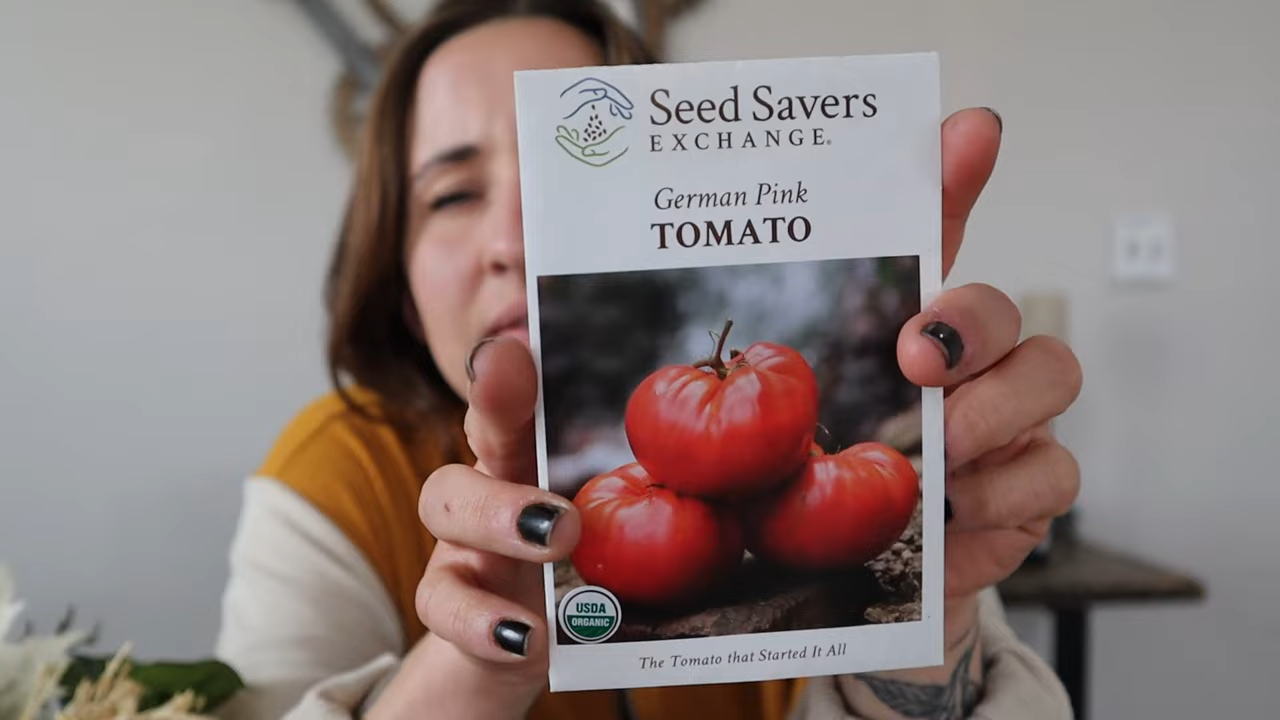 Seed Savers
EXCHANGE®
German Pink
TOMATO
USDA
ORGANIC
The Tomato that Started It All